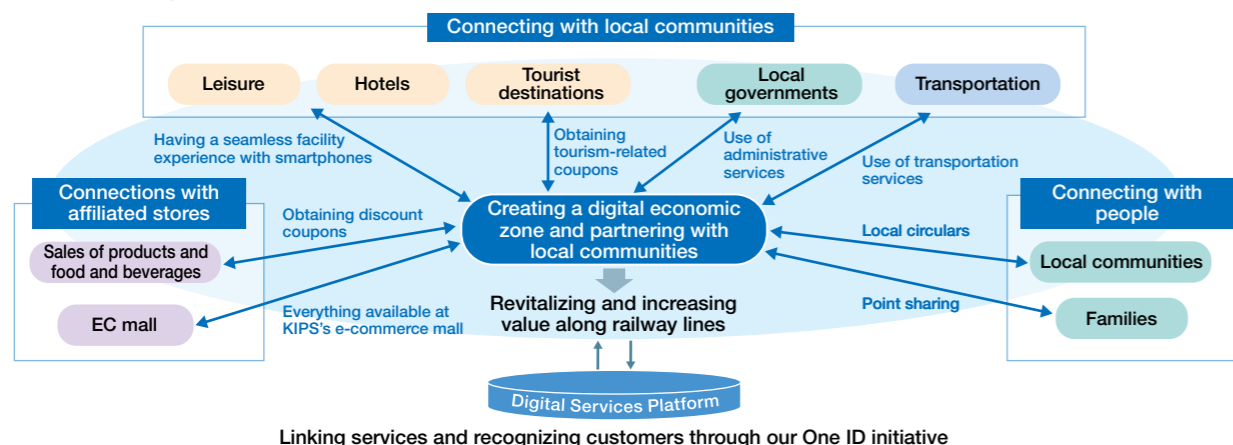 Connecting with local communities
Leisure
Hotels
Tourist
destinations
Local
governments
Transportation
Having a seamless facility
experience with smartphones
Obtaining
tourism-related
coupons
Use of
administrative
services
Use of transportation
services
Connections with
affiliated stores
Sales of products and
food and beverages
EC mall
Obtaining discount
coupons
Everything available at
KIPS's e-commerce mall
Creating a digital economic
zone and partnering with
local communities
Revitalizing and increasing
value along railway lines
Connecting with
people
Local circulars
Local communities
Point sharing
Families
Digital Services Platform
Linking services and recognizing customers through our One ID initiative